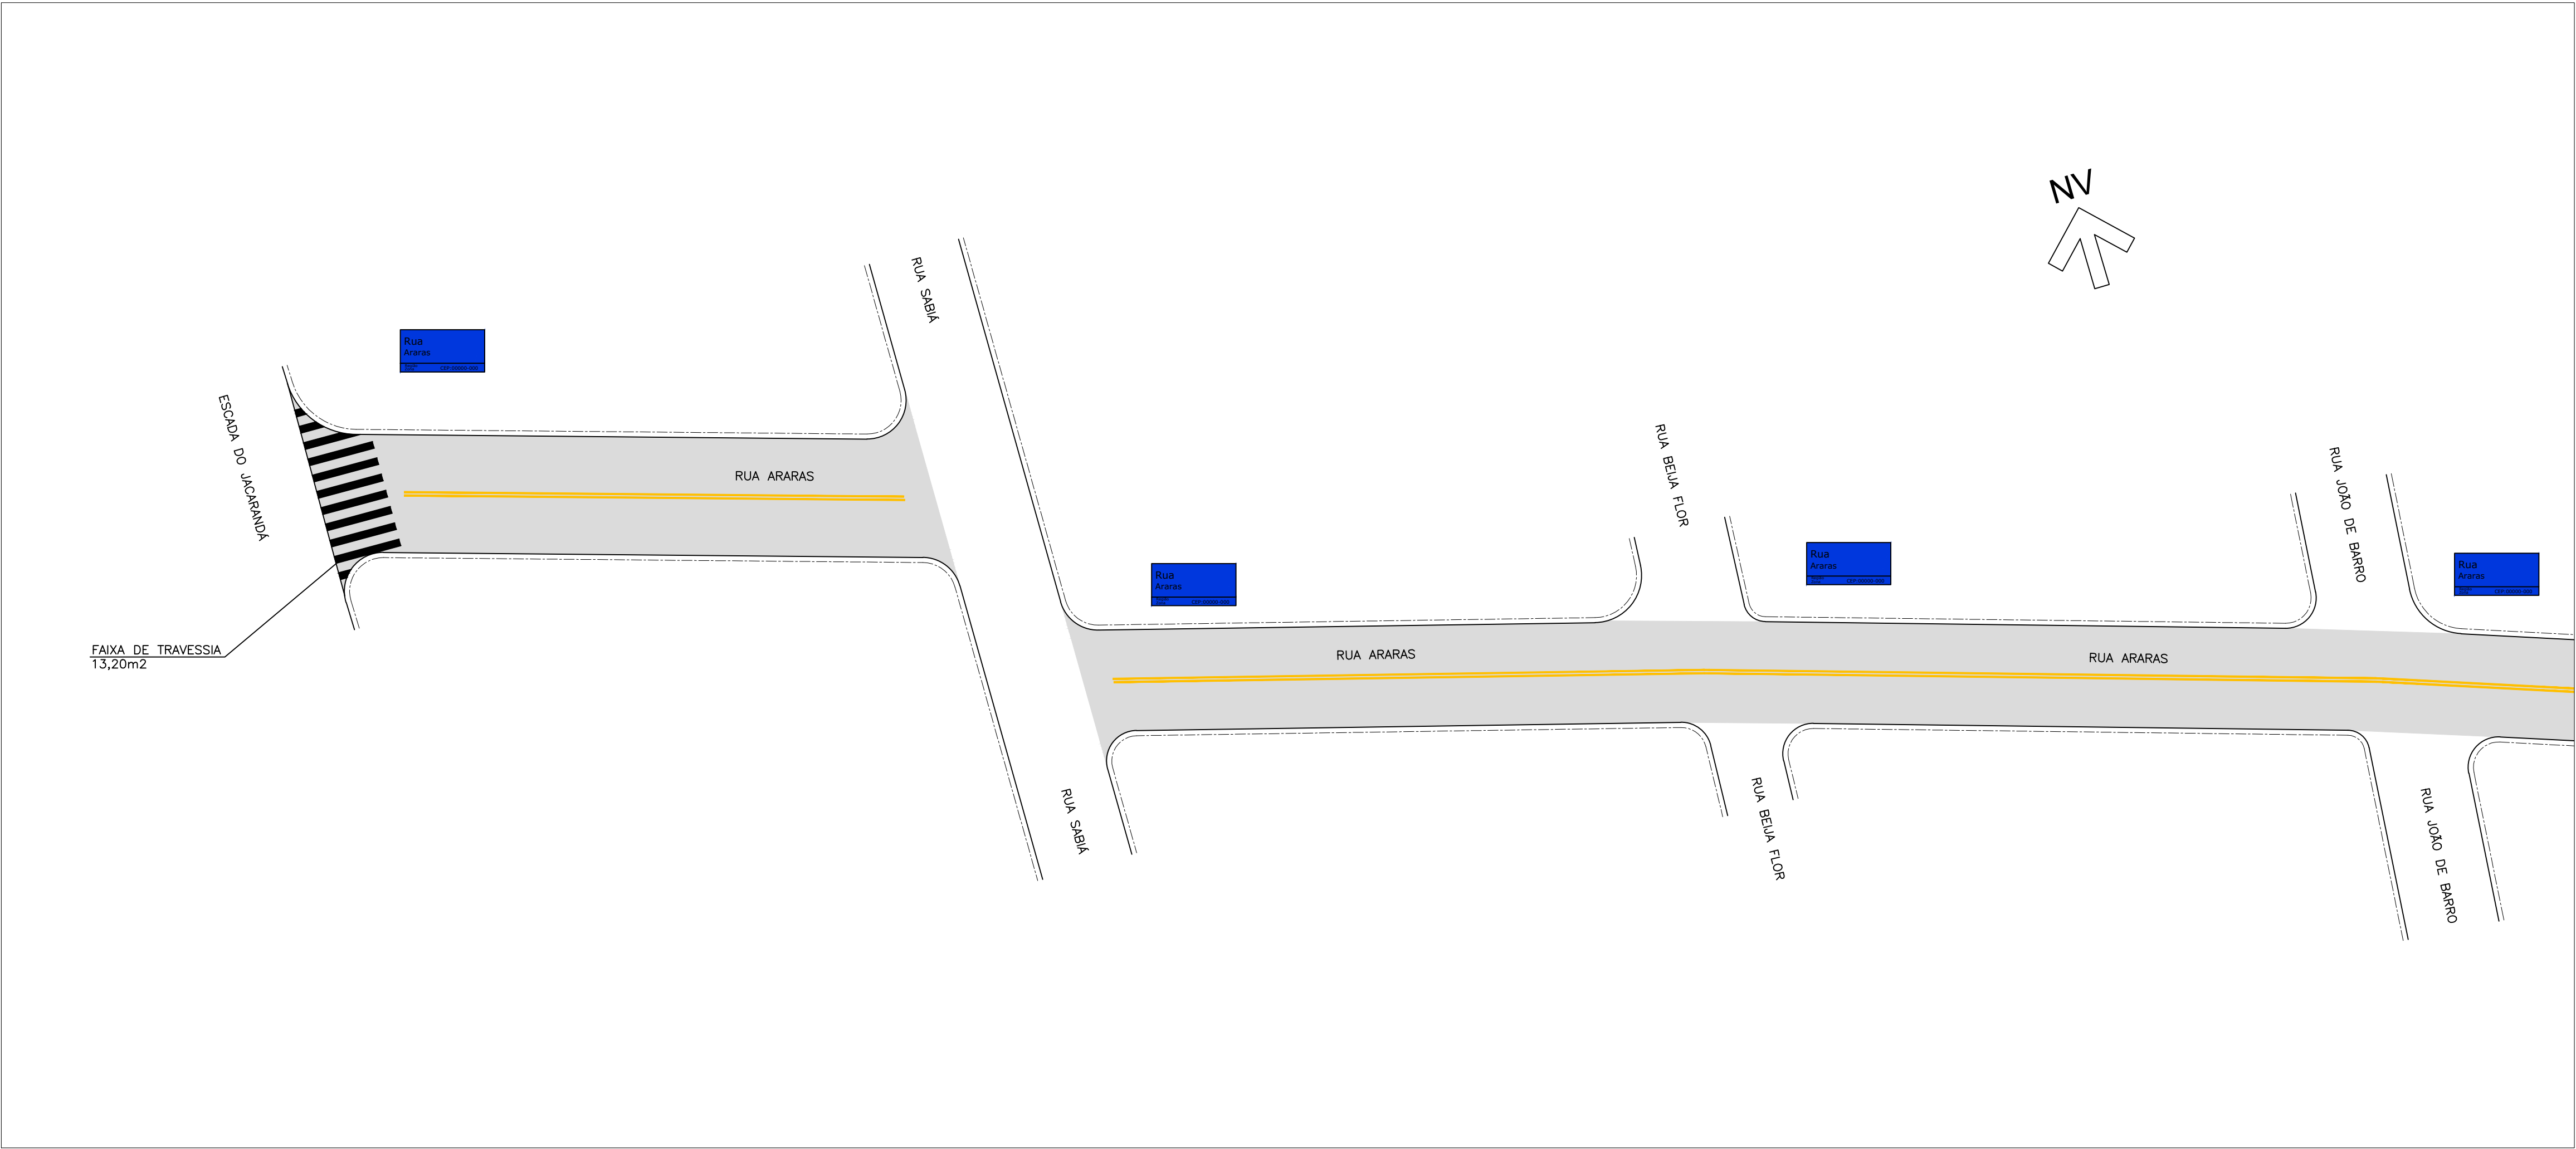 NV
RUA SABIÁ
Rua
Araras
ESCADA DO JACARANDÁ
RUA ARARAS
RUA BEIJA FLOR
RUA JOÃO DE BARRO
Rua
Araras
Rua
Araras
Rua
Araras
FAIXA DE TRAVESSIA
13,20m2
RUA ARARAS
RUA ARARAS
RUA SABIÁ
RUA BEIJA FLOR
RUA JOÃO DE BARRO